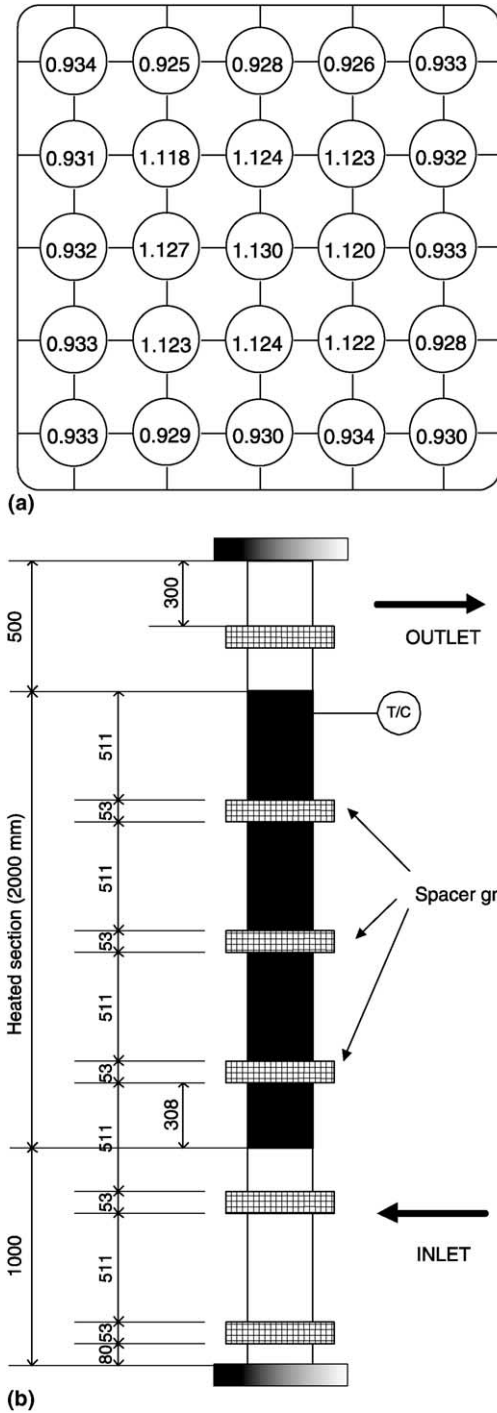 0.934 0.925 0.928 0.926 0.933
0.931 1.118 1.124 1.123 0.932
0.932 1.127 1.130 1.120 0.933
0.933 1.123 1.124 1.122 0.928
0.933 0.929 0.930 0.934 0.930
(a)
300
500
OUTLET
T/C
511
53
511
Spacer gr
53
Heated section (2000 mm)
511
53
308
511
53
1000
INLET
511
53
80
(b)